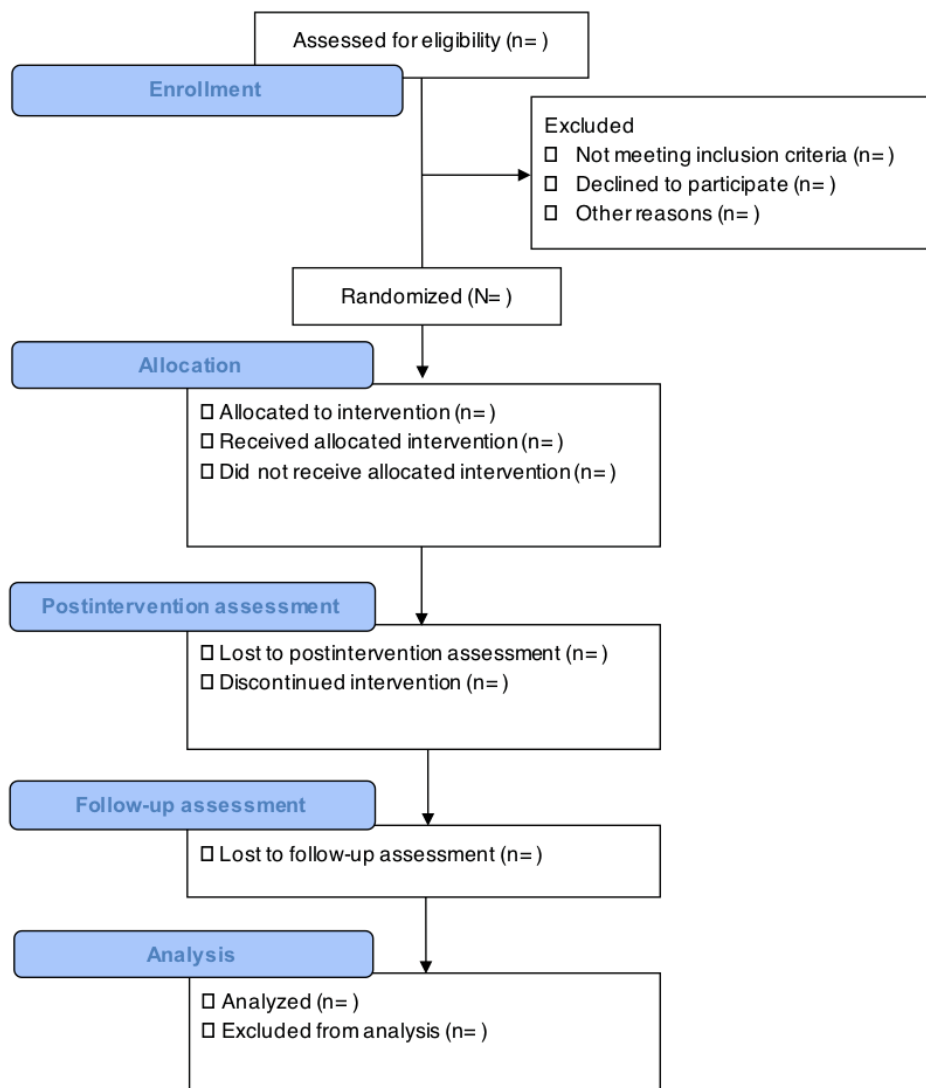 Assessed for eligibility (n= )
Enrollment
Excluded
Not meeting inclusion criteria (n= )
Declined to participate (n= )
Other reasons (n= )
Randomized (N= )
Allocation
Allocated to intervention (n= )
Received allocated intervention (n= )
Did not receive allocated intervention (n= )
Postintervention assessment
Lost to postintervention assessment (n= )
Discontinued intervention (n= )
Follow-up assessment
Lost to follow-up assessment (n= )
Analysis
Analyzed (n= )
Excluded from analysis (n= )